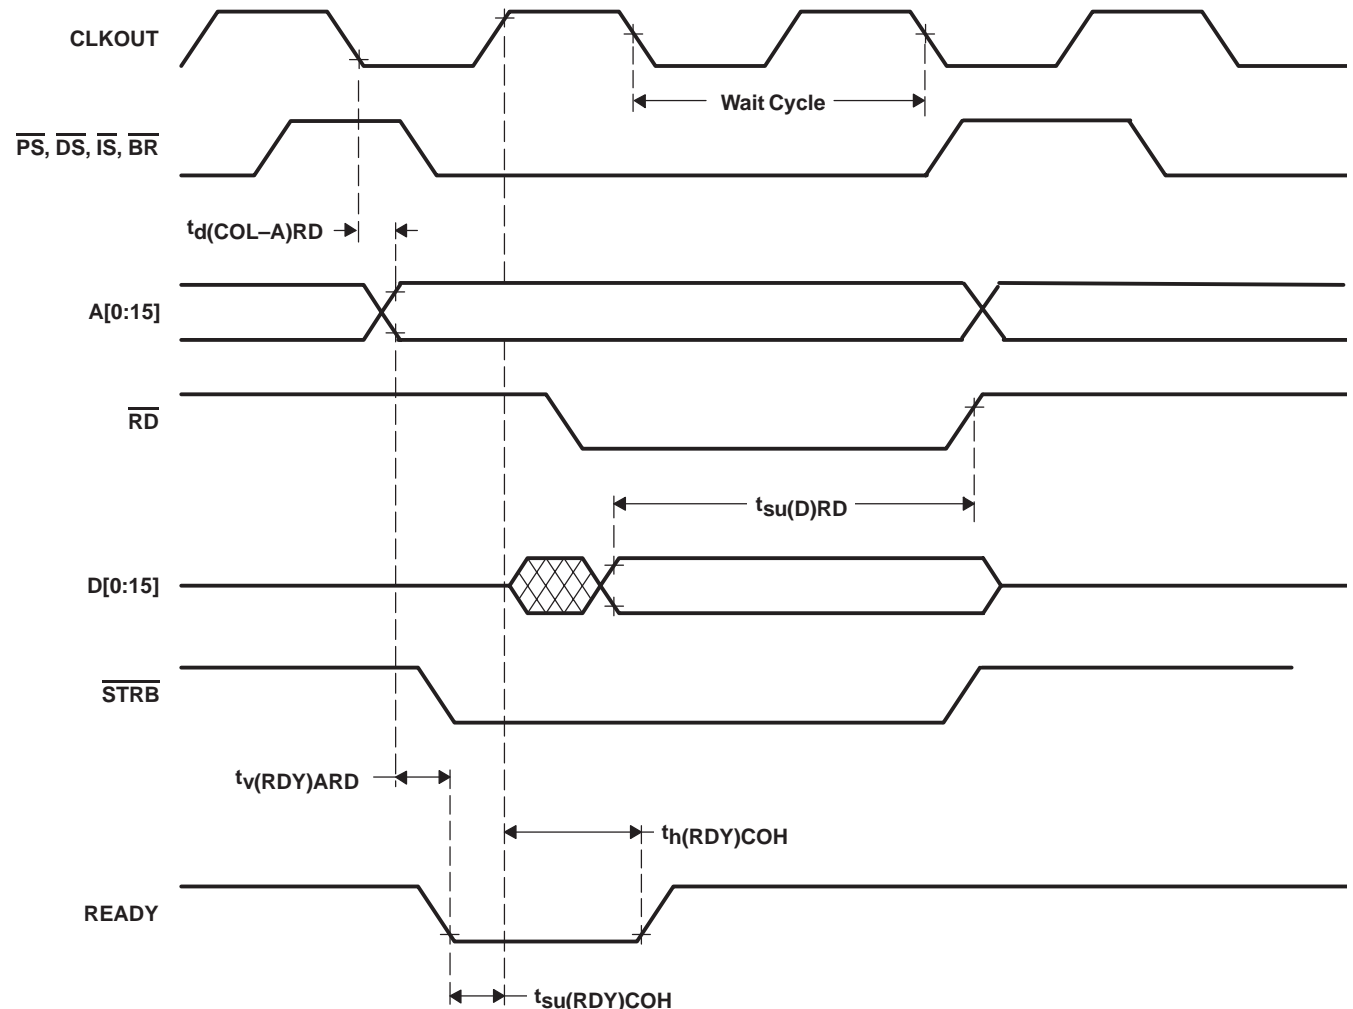 CLKOUT
Wait Cycle
PS, DS, IS, BR
td(COL–A)RD
A[0:15]
RD
tsu(D)RD
D[0:15]
STRB
tv(RDY)ARD
th(RDY)COH
READY
tsu(RDY)COH